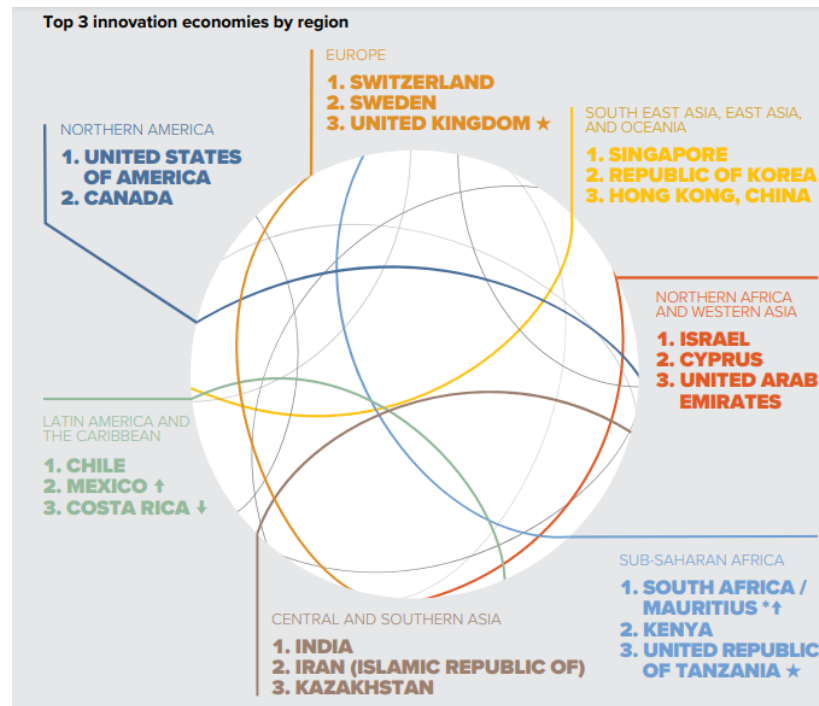 Top 3 innovation economies by region
EUROPE
1. SWITZERLAND
2. SWEDEN
3. UNITED KINGDOM ★
NORTHERN AMERICA
1. UNITED STATES
OF AMERICA
2. CANADA
SOUTH EAST ASIA, EAST ASIA,
AND OCEANIA
1. SINGAPORE
2. REPUBLIC OF KOREA
3. HONG KONG, CHINA
NORTHERN AFRICA
AND WESTERN ASIA
1. ISRAEL
2. CYPRUS
3. UNITED ARAB
EMIRATES
LATIN AMERICA AND
THE CARIBBEAN
1. CHILE
2. MEXICO ↑
3. COSTA RICA ↓
SUB-SAHARAN AFRICA
1. SOUTH AFRICA /
MAURITIUS *↑
2. KENYA
3. UNITED REPUBLIC
OF TANZANIA ★
CENTRAL AND SOUTHERN ASIA
1. INDIA
2. IRAN (ISLAMIC REPUBLIC OF)
3. KAZAKHSTAN